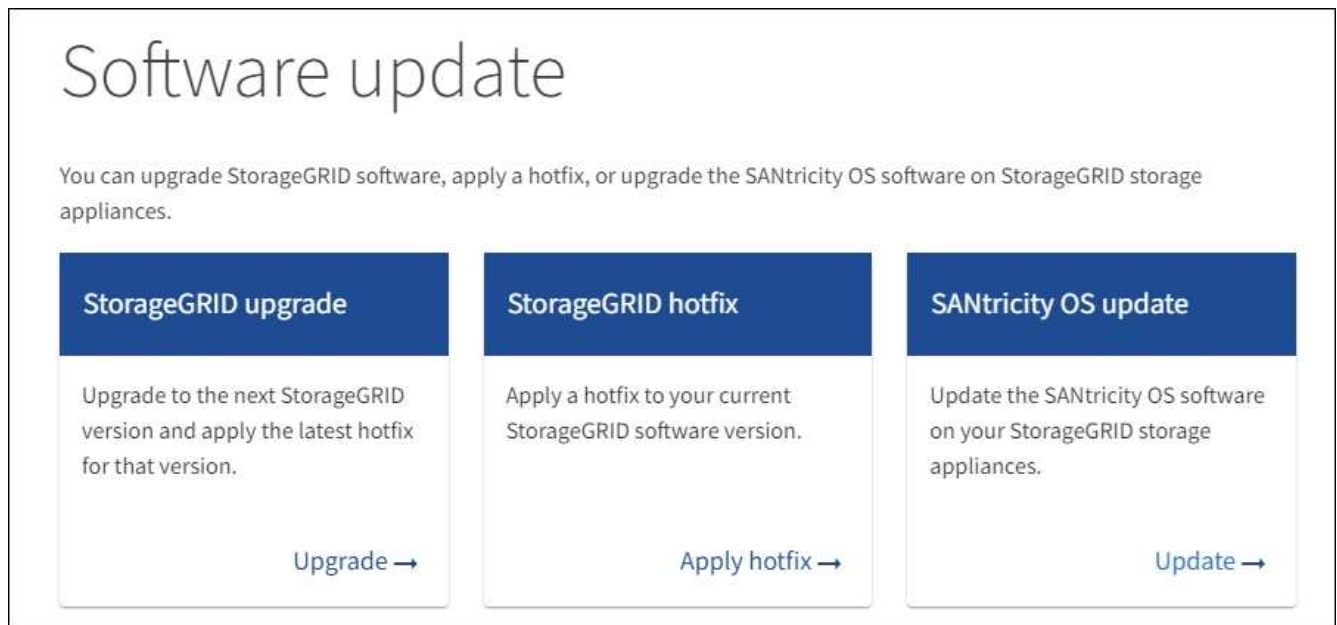 Software update
You can upgrade StorageGRID software, apply a hotfix, or upgrade the SANtricity OS software on StorageGRID storage
appliances.
StorageGRID upgrade
Upgrade to the next StorageGRID
version and apply the latest hotfix
for that version.
Upgrade →
StorageGRID hotfix
Apply a hotfix to your current
StorageGRID software version.
Apply hotfix →
SANtricity OS update
Update the SANtricity OS software
on your StorageGRID storage
appliances.
Update →